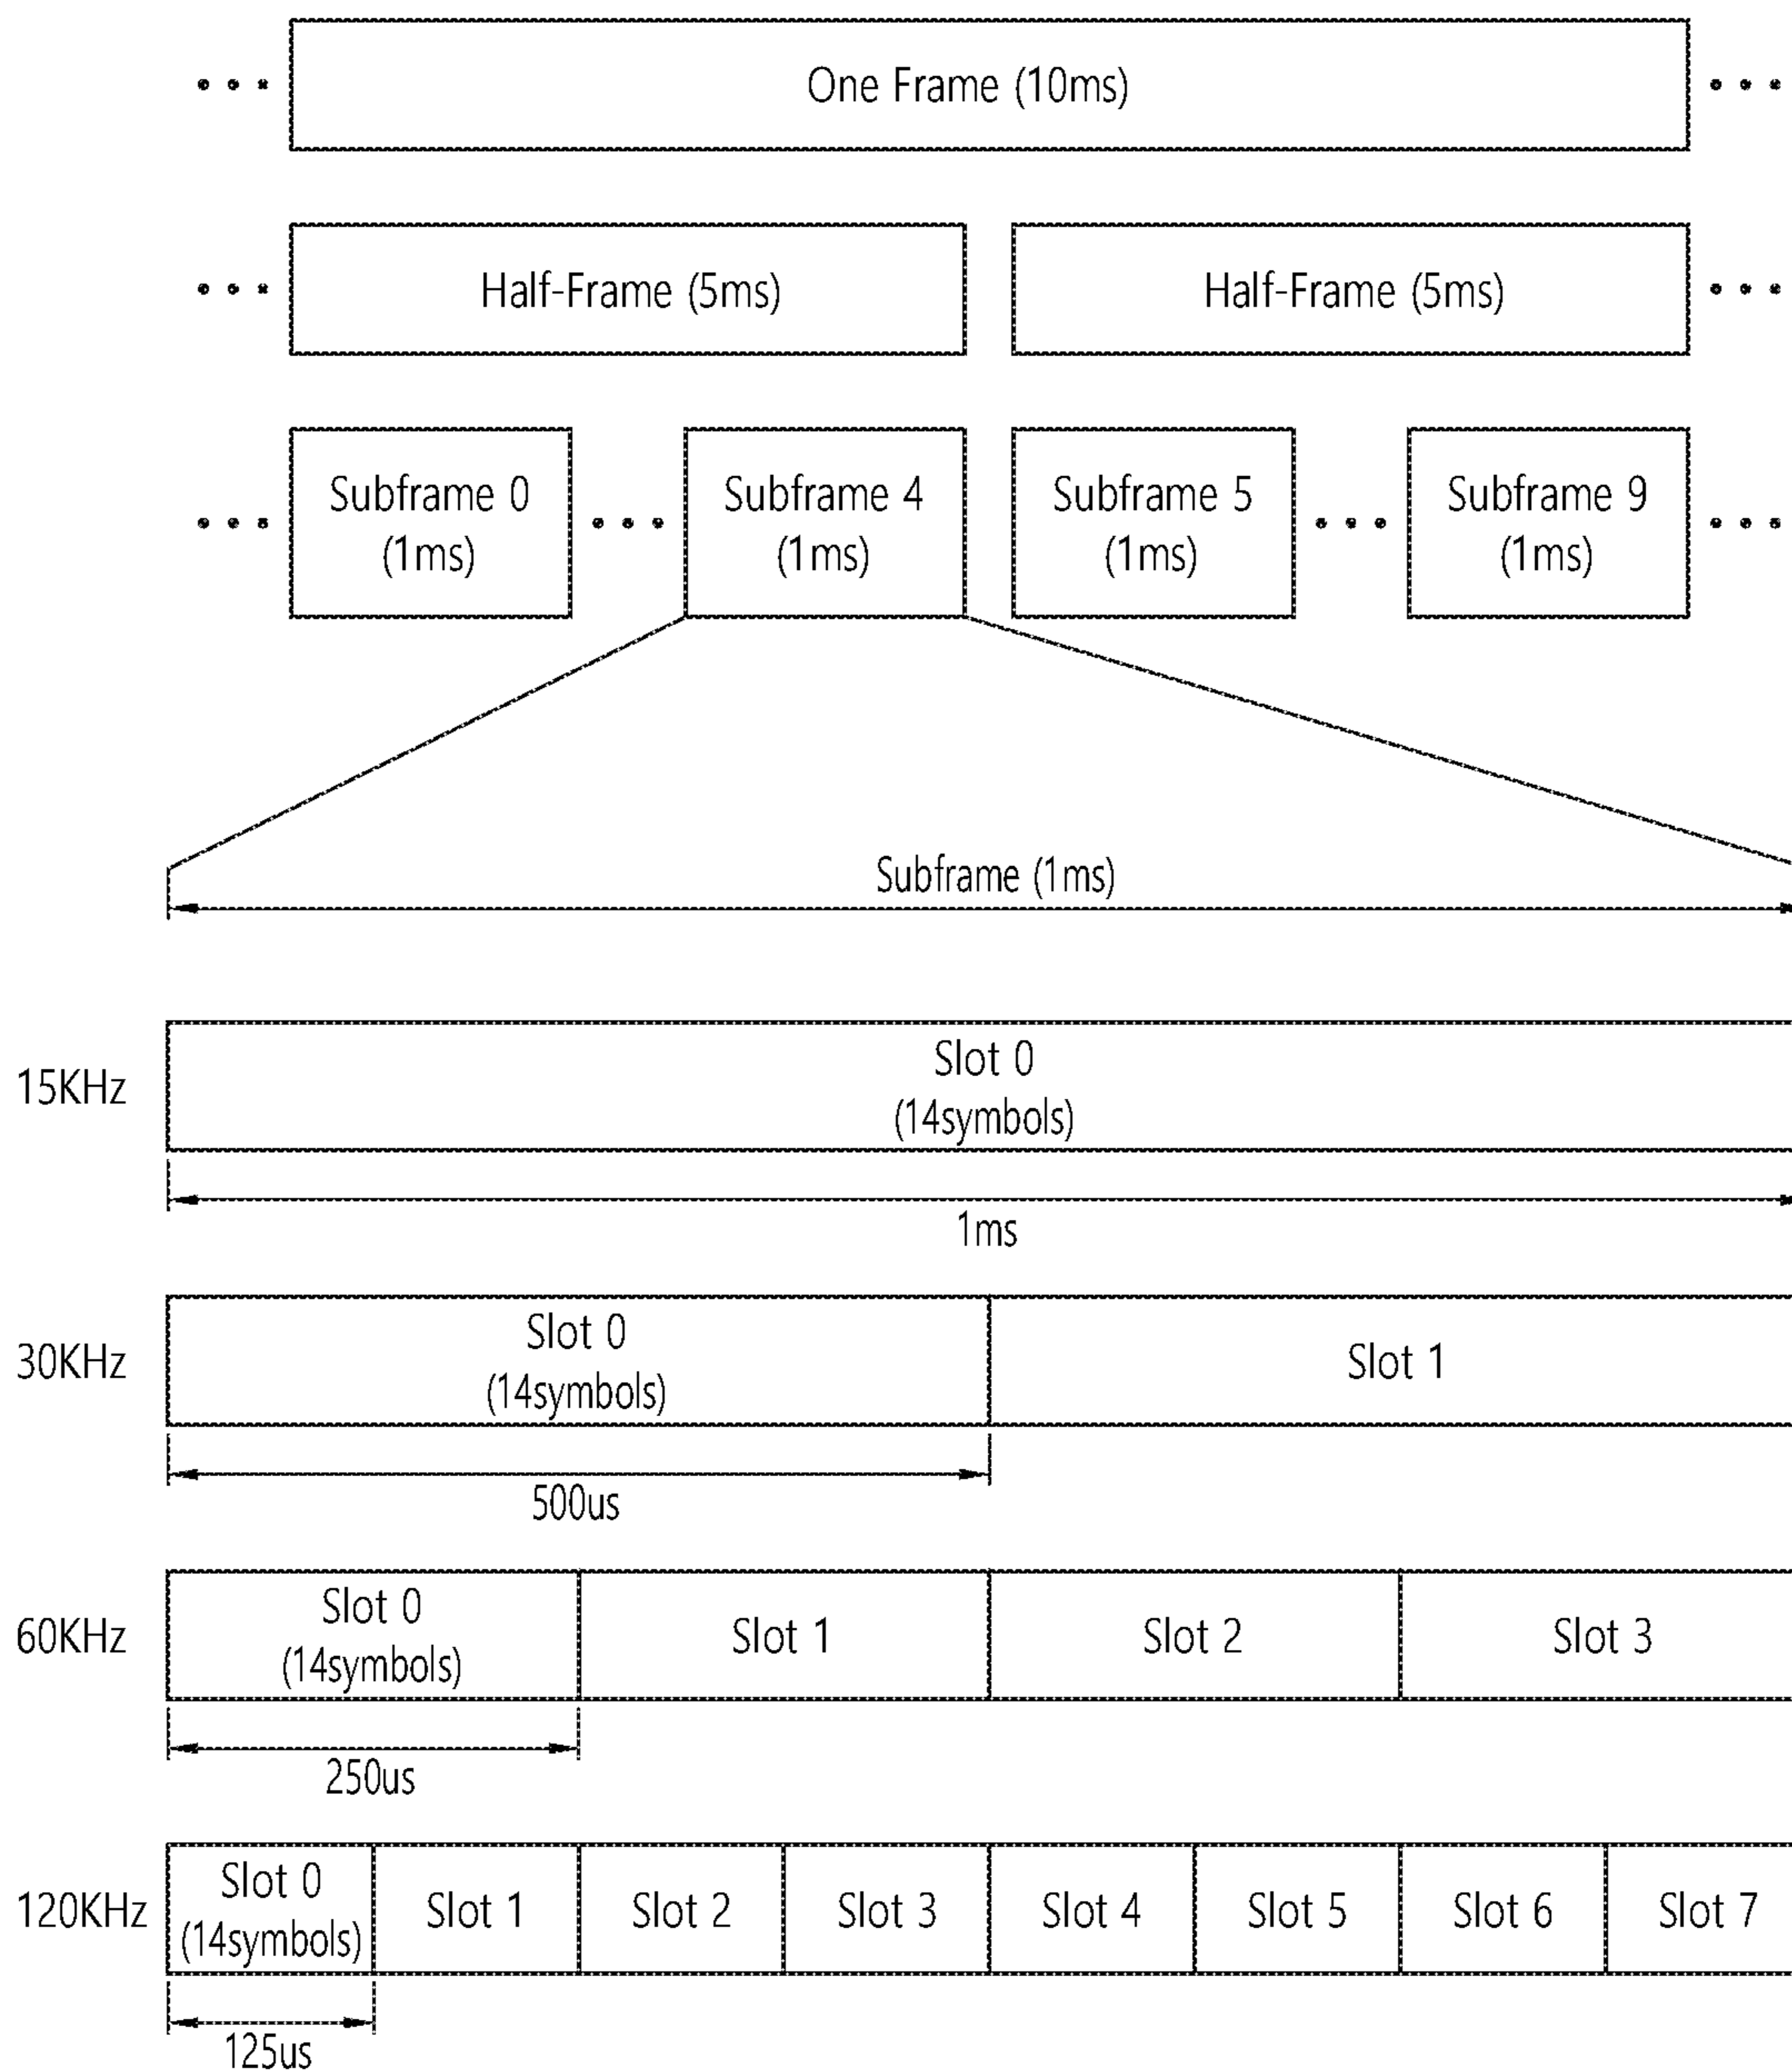 One Frame (10ms)
Half-Frame (5ms)
Half-Frame (5ms)
Subframe 0
(1ms)
Subframe 4
(1ms)
Subframe 5
(1ms)
Subframe 9
(1ms)
Subframe (1ms)
15KHz
Slot 0
(14symbols)
1ms
30KHz
Slot 0
(14symbols)
Slot 1
500us
60KHz
Slot 0
(14symbols)
Slot 1
Slot 2
Slot 3
250us
120KHz
Slot 0
(14symbols)
Slot 1
Slot 2
Slot 3
Slot 4
Slot 5
Slot 6
Slot 7
125us